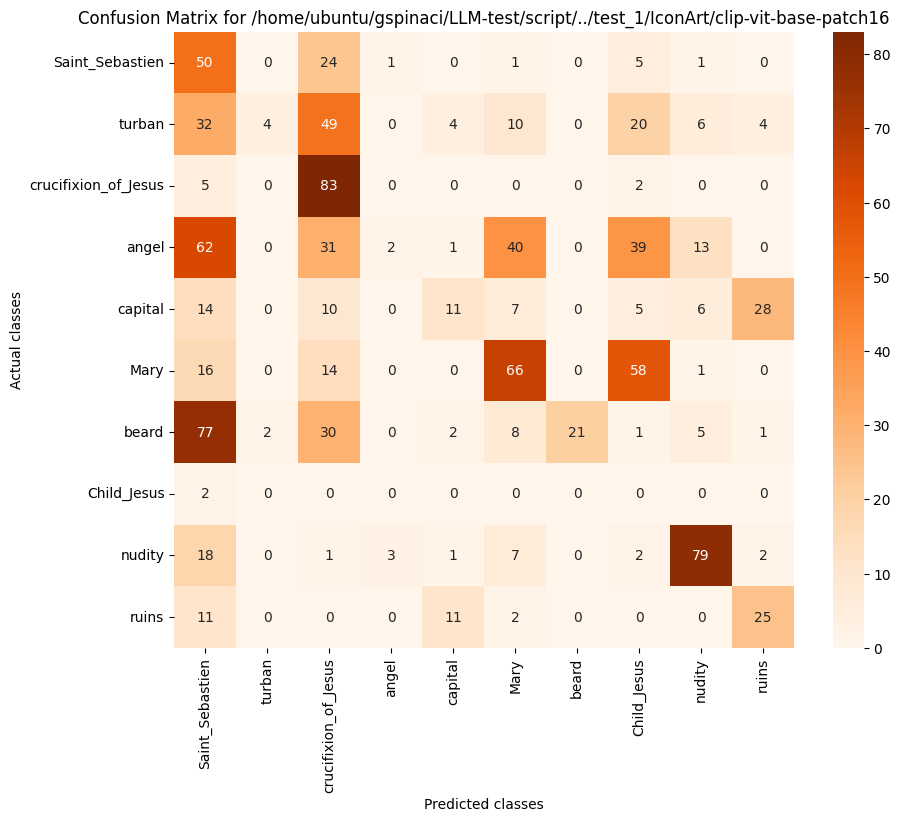 Confusion Matrix for /home/ubuntu/gspinaci/LLM-test/script/../test_1/IconArt/clip-vit-base-patch16
Saint_Sebastien 50 0 24 1 0 1 0 5 1 0
turban 32 4 49 0 4 10 0 20 6 4
crucifixion_of_Jesus 5 0 83 0 0 0 0 2 0 0
angel 62 0 31 2 1 40 0 39 13 0
capital 14 0 10 0 11 7 0 5 6 28
Mary 16 0 14 0 0 66 0 58 1 0
beard 77 2 30 0 2 8 21 1 5 1
Child_Jesus 2 0 0 0 0 0 0 0 0 0
nudity 18 0 1 3 1 7 0 2 79 2
ruins 11 0 0 0 11 2 0 0 0 25
Actual classes
Saint_Sebastien
turban
crucifixion_of_Jesus
angel
capital
Mary
beard
Child_Jesus
nudity
ruins
Predicted classes
80
70
60
50
40
30
20
10
0